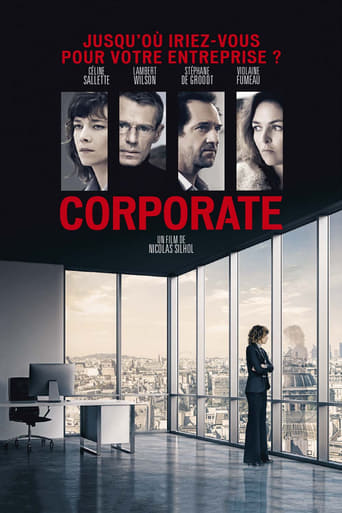 JUSQU'OÙ IRIEZ-VOUS
POUR VOTRE ENTREPRISE ?
CÉLINE LAMBERT STÉPHANE VIOLAINE
SALLETTE WILSON DE GROODT FUMEAU
CORPORATE
UN FILM DE
NICOLAS SILHOL